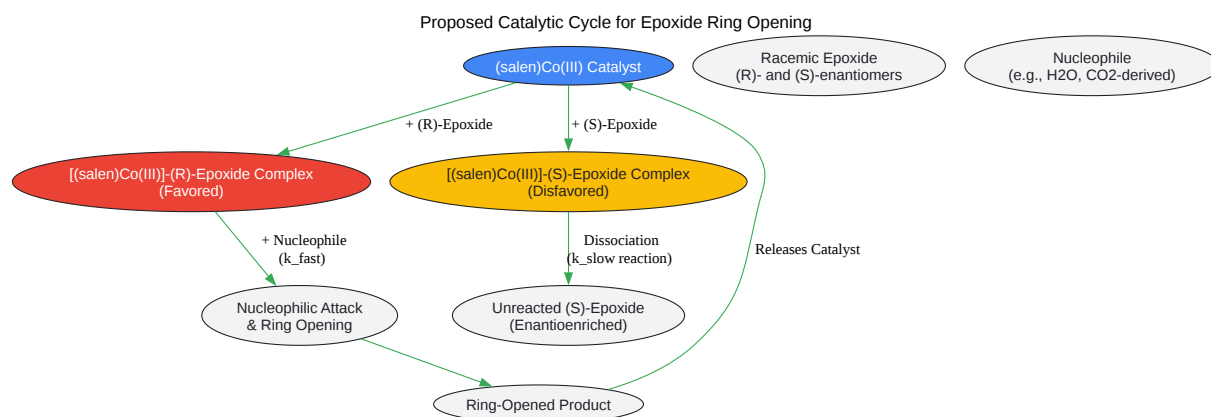 Proposed Catalytic Cycle for Epoxide Ring Opening
(salen)Co(III) Catalyst
Racemic Epoxide
(R)- and (S)-enantiomers
Nucleophile
(e.g., H2O, CO2-derived)
+ (R)-Epoxide
+ (S)-Epoxide
[(salen)Co(III)]-(R)-Epoxide Complex
(Favored)
[(salen)Co(III)]-(S)-Epoxide Complex
(Disfavored)
+ Nucleophile
(k_fast)
Dissociation
(k_slow reaction)
Releases Catalyst
Nucleophilic Attack
& Ring Opening
Unreacted (S)-Epoxide
(Enantioenriched)
Ring-Opened Product